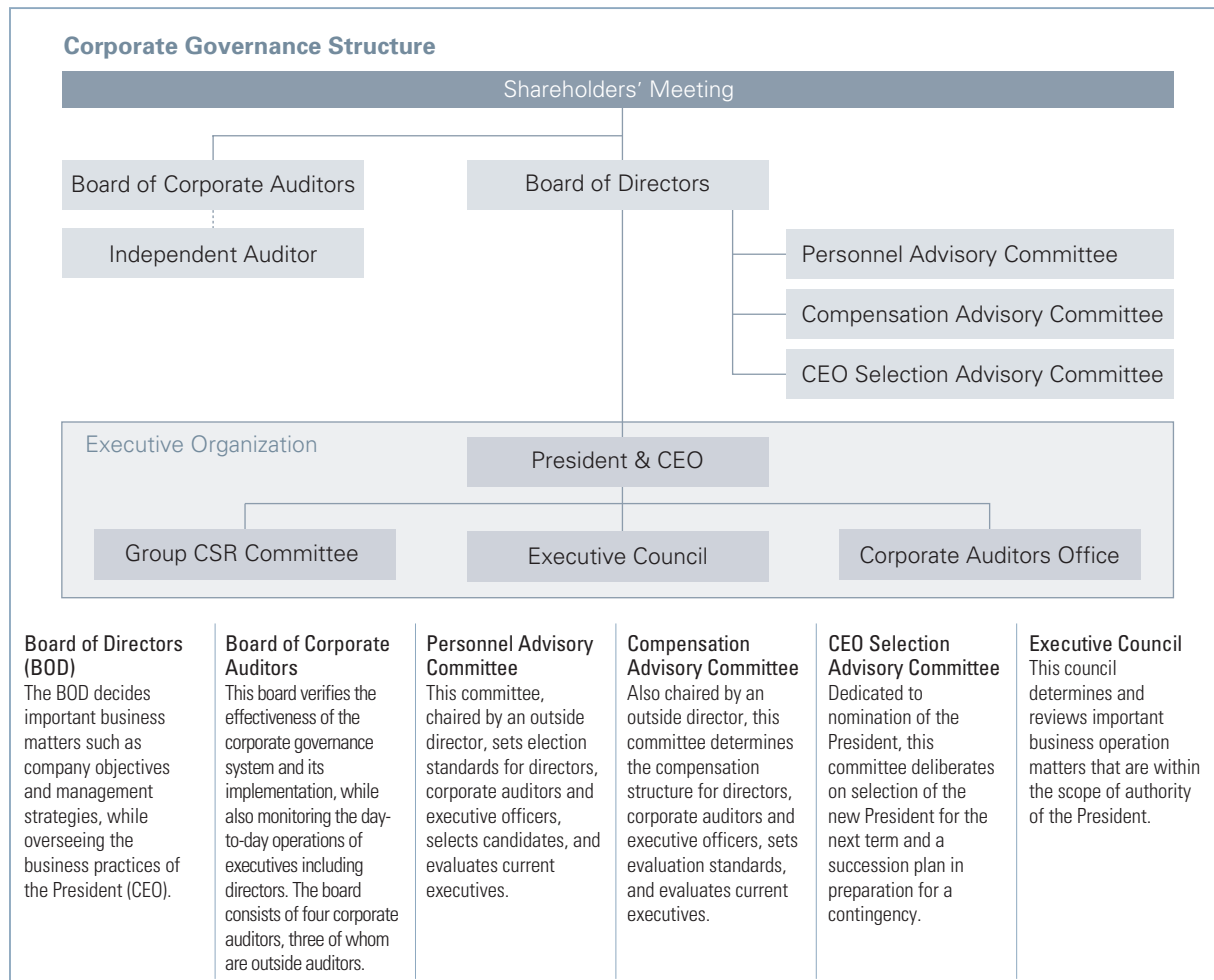 Corporate Governance Structure
Shareholders’ Meeting
Board of Corporate Auditors
Board of Directors
Independent Auditor
Personnel Advisory Committee
Compensation Advisory Committee
CEO Selection Advisory Committee
Executive Organization
President & CEO
Group CSR Committee
Executive Council
Corporate Auditors Office
Board of Directors
(BOD)
The BOD decides
important business
matters such as
company objectives
and management
strategies, while
overseeing the
business practices of
the President (CEO).
Board of Corporate
Auditors
This board verifies the
effectiveness of the
corporate governance
system and its
implementation, while
also monitoring the day-
to-day operations of
executives including
directors. The board
consists of four corporate
auditors, three of whom
are outside auditors.
Personnel Advisory
Committee
This committee,
chaired by an outside
director, sets election
standards for directors,
corporate auditors and
executive officers,
selects candidates, and
evaluates current
executives.
Compensation
Advisory Committee
Also chaired by an
outside director, this
committee determines
the compensation
structure for directors,
corporate auditors and
executive officers, sets
evaluation standards,
and evaluates current
executives.
CEO Selection
Advisory Committee
Dedicated to
nomination of the
President, this
committee deliberates
on selection of the
new President for the
next term and a
succession plan in
preparation for a
contingency.
Executive Council
This council
determines and
reviews important
business operation
matters that are within
the scope of authority
of the President.